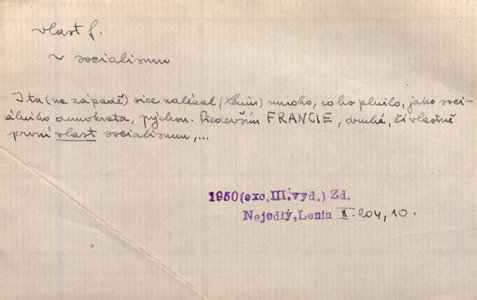 vlast f.
~ socialismu
I tu (na západě) sice nalézal (Lenin) mnoho, co ho plnilo, jako soci-
álního demokrata, pýchou. Především FRANCIE, druhá, či vlastně
první vlast socialismu,...
1950(exc.III.vyd.) Zd.
Nejedlý,Lenin II. 204, 10.